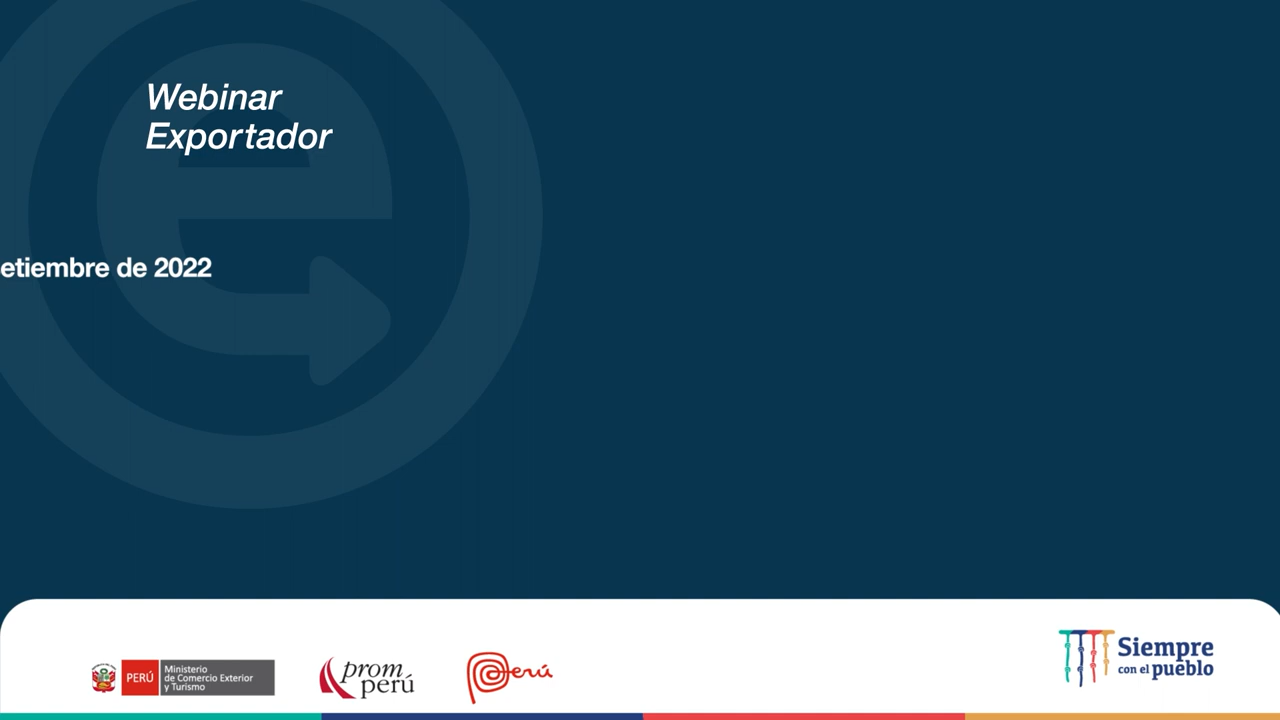 Webinar
Exportador
etiembre de 2022
PERÚ
Ministerio
de Comercio Exterior
y Turismo
prom
perú
Perú
Siempre
con el pueblo